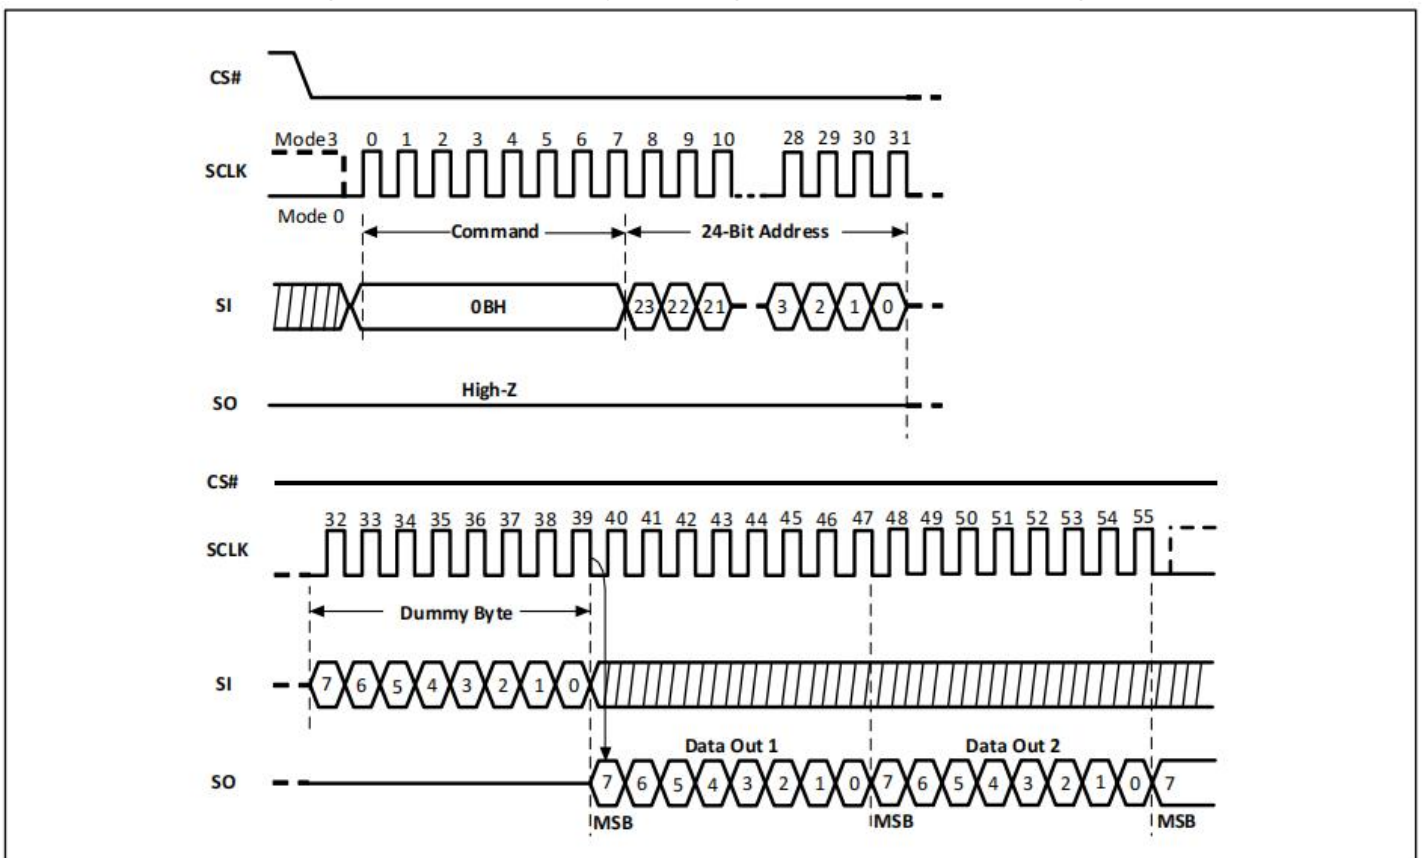 CS#
Mode3 0 1 2 3 4 5 6 7 8 9 10 28 29 30 31
SCLK
Mode 0
Command 24-Bit Address
SI 0BH 23 22 21 3 2 1 0
High-Z
SO
CS#
32 33 34 35 36 37 38 39 40 41 42 43 44 45 46 47 48 49 50 51 52 53 54 55
SCLK
Dummy Byte
SI 7 6 5 4 3 2 1 0
Data Out 1 Data Out 2
SO 7 6 5 4 3 2 1 0 7 6 5 4 3 2 1 0 7
MSB MSB MSB